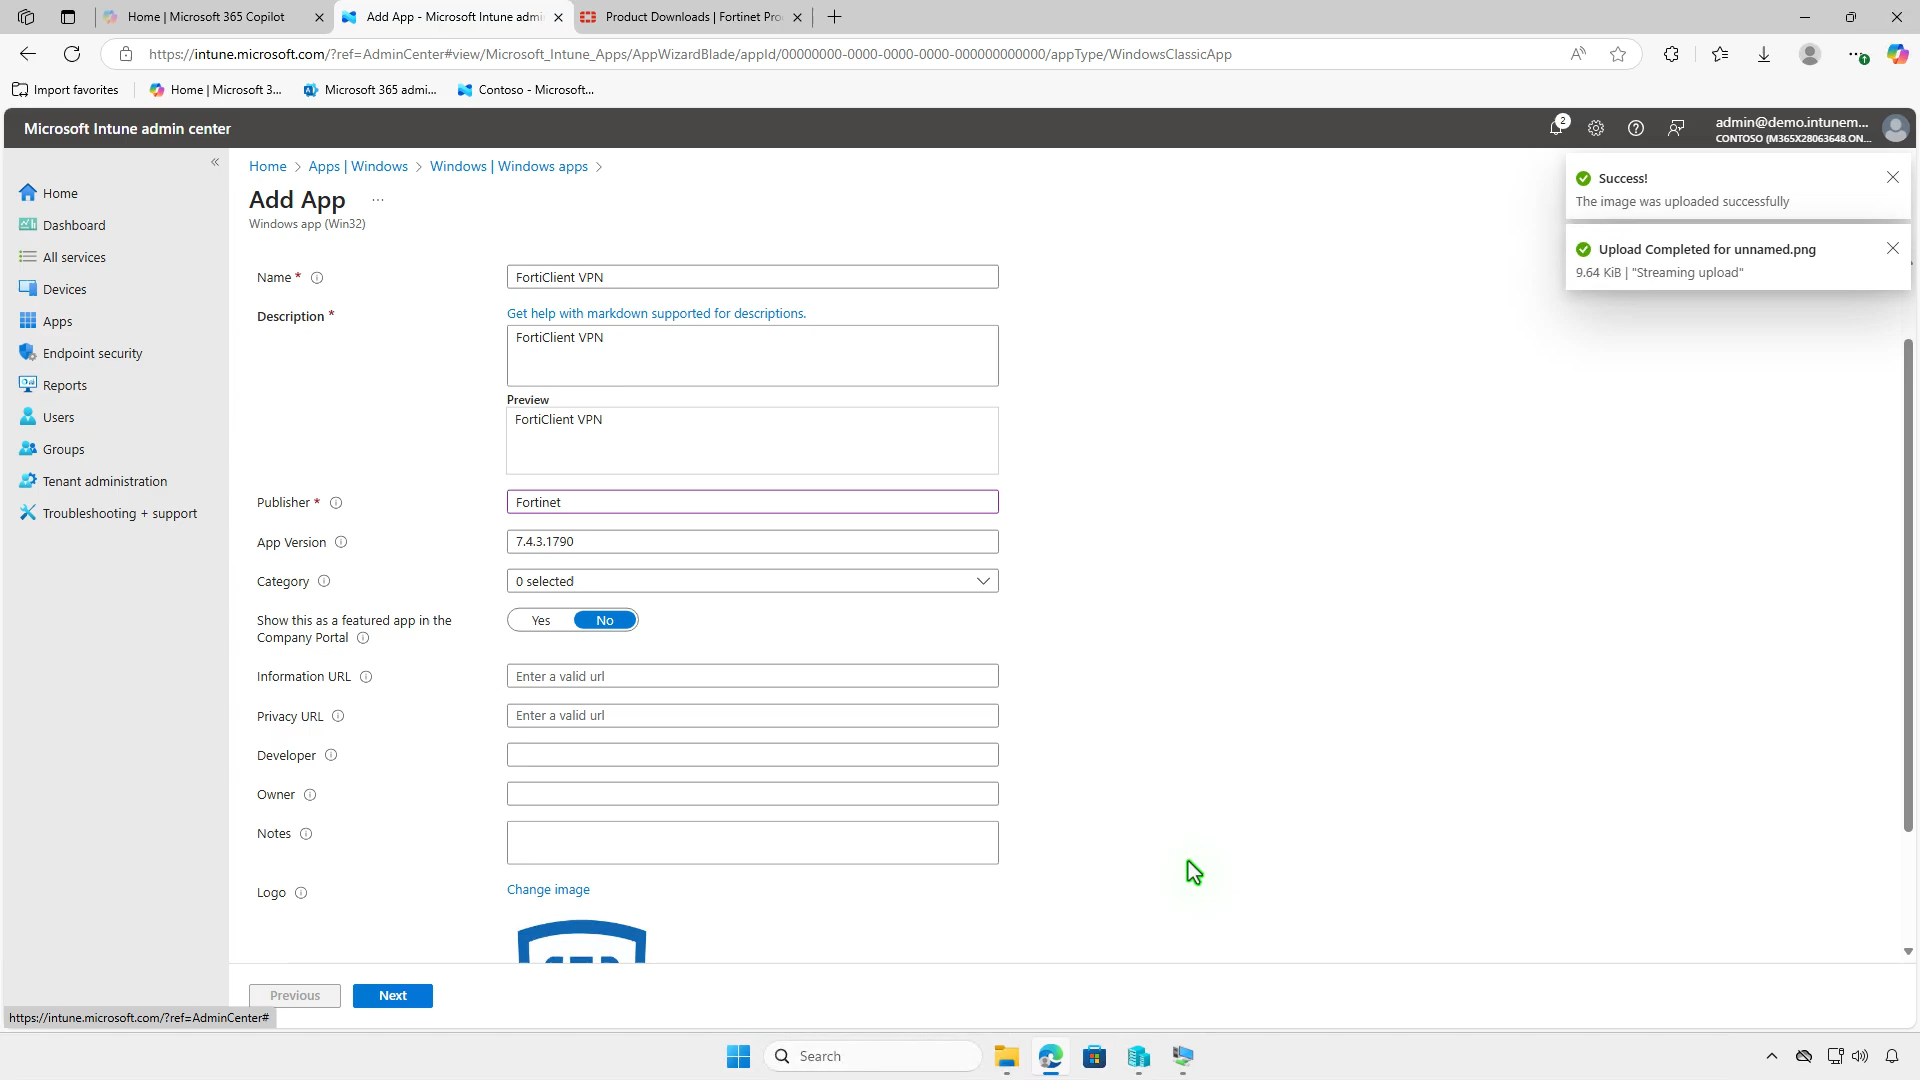 Home | Microsoft 365 Copilot
Add App - Microsoft Intune admin
Product Downloads | Fortinet Pro
https://intune.microsoft.com/?ref=AdminCenter#view/Microsoft_Intune_Apps/AppWizardBlade/appId/00000000-0000-0000-0000-000000000000/appType/WindowsClassicApp
Import favorites
Home | Microsoft 3...
Microsoft 365 admi...
Contoso - Microsoft...
Microsoft Intune admin center
2
admin@demo.intunem...
CONTOSO (M365X28063648.ON...
Home
Dashboard
All services
Devices
Apps
Endpoint security
Reports
Users
Groups
Tenant administration
Troubleshooting + support
Home > Apps | Windows > Windows | Windows apps >
Add App ...
Windows app (Win32)
Success!
The image was uploaded successfully
Upload Completed for unnamed.png
9.64 KiB | "Streaming upload"
Name *
FortiClient VPN
Description *
Get help with markdown supported for descriptions.
FortiClient VPN
Preview
FortiClient VPN
Publisher *
Fortinet
App Version
7.4.3.1790
Category
0 selected
Show this as a featured app in the
Company Portal
Yes No
Information URL
Enter a valid url
Privacy URL
Enter a valid url
Developer
Owner
Notes
Logo
Change image
Previous
Next
https://intune.microsoft.com/?ref=AdminCenter#
Search